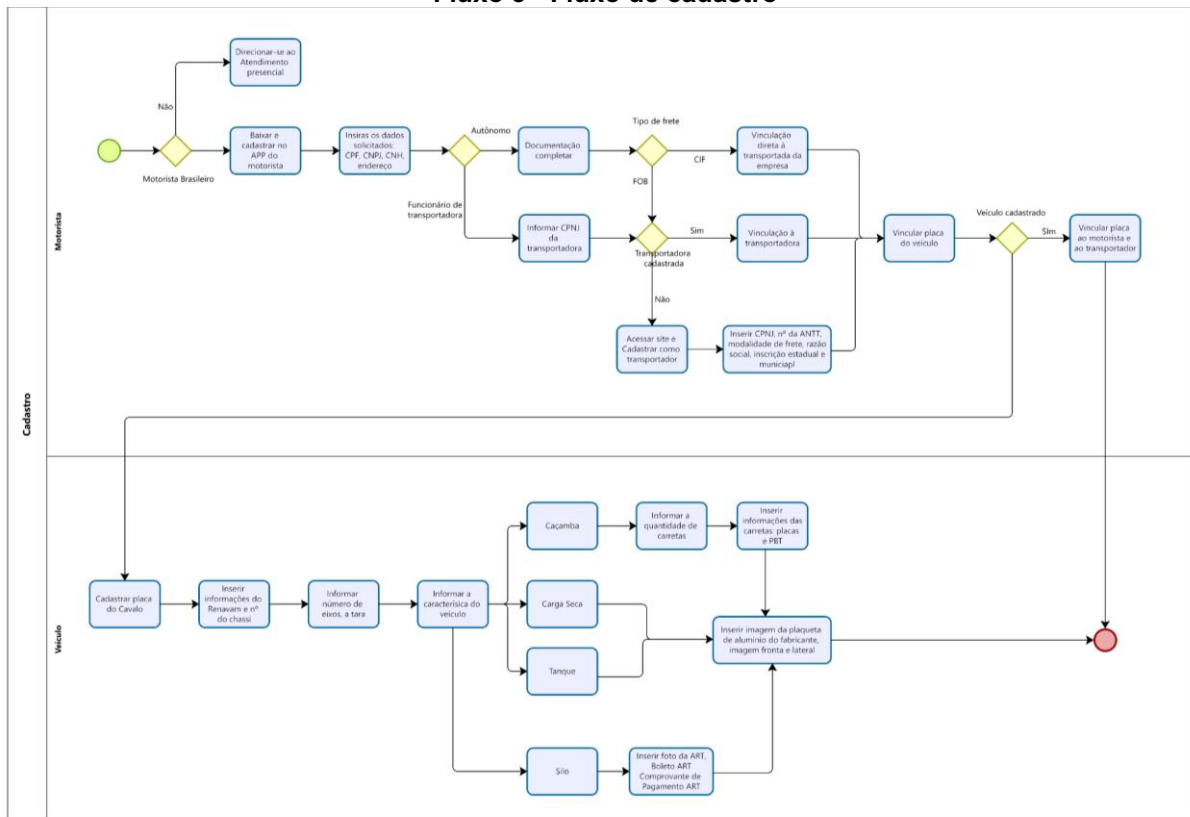 Fluxo de cadastro
Direcionar-se ao
Atendimento
presencial
Não
Motorista Brasileiro
Baixar e
cadastrar no
APP do
motorista
Insiras os dados
solicitados:
CPF, CNPJ, CNH,
endereço
Autônomo
Funcionário de
transportadora
Documentação
completar
Tipo de frete
CIF
FOB
Vinculação
direta à
transportada da
empresa
Informar CPNJ
da
transportadora
Transportadora
cadastrada
Sim
Não
Vinculação à
transportadora
Acessar site e
Cadastrar como
transportador
Inserir CPNJ, nº da ANTT,
modalidade de frete, razão
social, inscrição estadual e
municiapl
Vincular placa
do veículo
Veículo cadastrado
SIm
Vincular placa
ao motorista e
ao transportador
Motorista
Cadastro
Veículo
Cadastrar placa
do Cavalo
Inserir
informações do
Renavam e nº
do chassi
Informar
número de
eixos, a tara
Informar a
caracterísica do
veículo
Caçamba
Informar a
quantidade de
carretas
Inserir
informações das
carretas: placas
e PBT
Carga Seca
Tanque
Inserir imagem da plaqueta
de alumínio do fabricante,
imagem fronta e lateral
Silo
Inserir foto da ART,
Boleto ART
Comprovante de
Pagamento ART